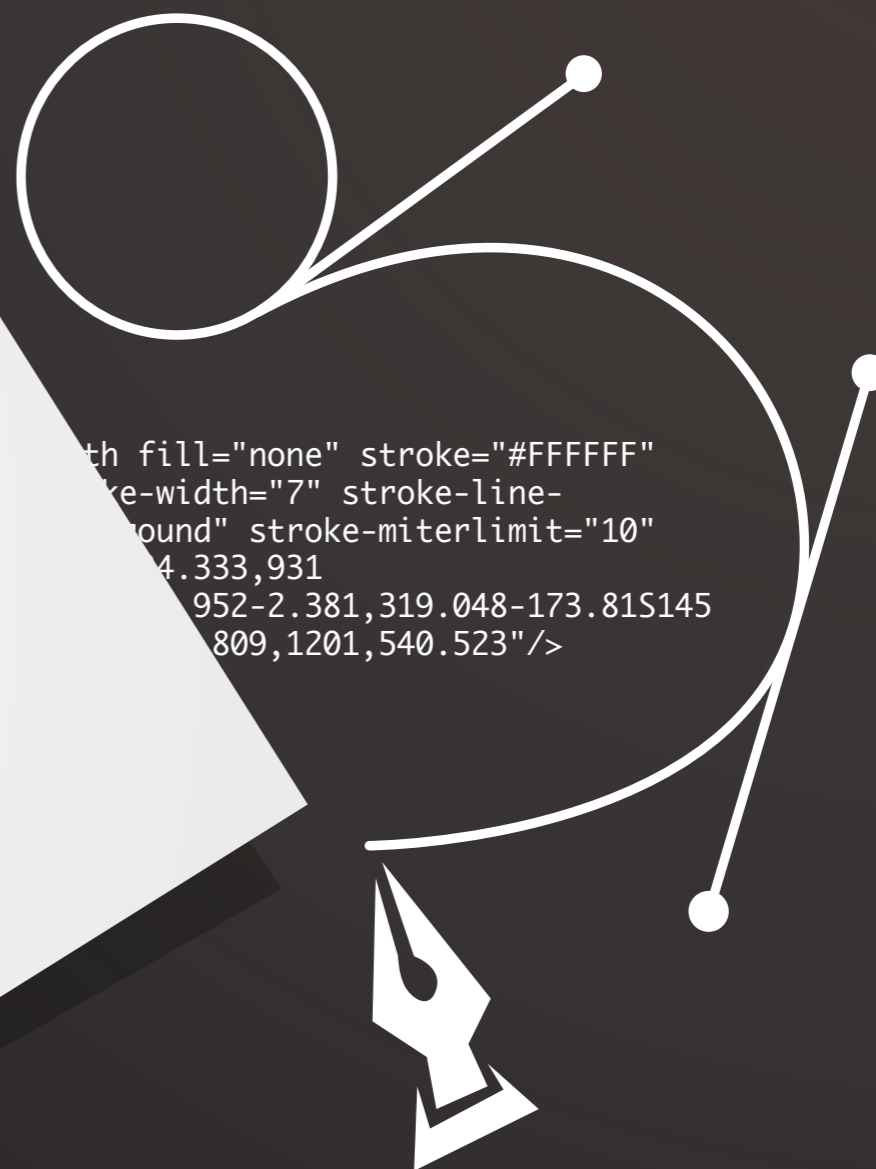 th fill="none" stroke="#FFFFFF"
ke-width="7" stroke-line-
ound" stroke-miterlimit="10"
4.333,931
952-2.381,319.048-173.81S145
809,1201,540.523"/>